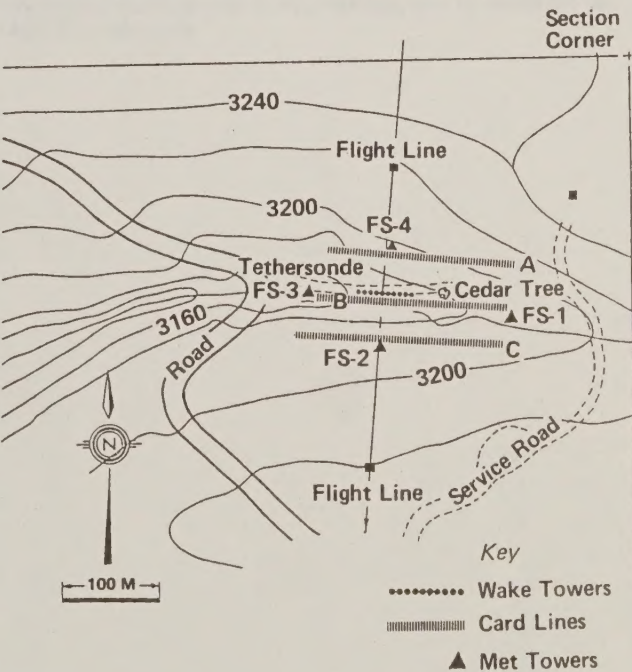 Section
Corner
3240
Flight Line
3200
FS-4
Tethersonde
A
FS-3
B
Cedar Tree
FS-1
3160
Road
FS-2
C
3200
N
Service Road
Flight Line
100 M
Key
Wake Towers
Card Lines
Met Towers